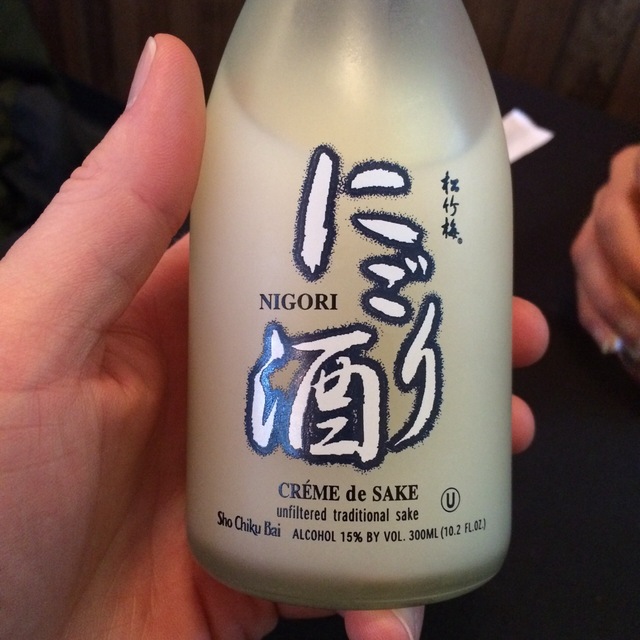 にごり
酒
松竹梅
NIGORI
CRÉME de SAKE
unfiltered traditional sake
U
Sho Chiku Bai
ALCOHOL 15% BY VOL. 300ML (10.2 FL.OZ.)